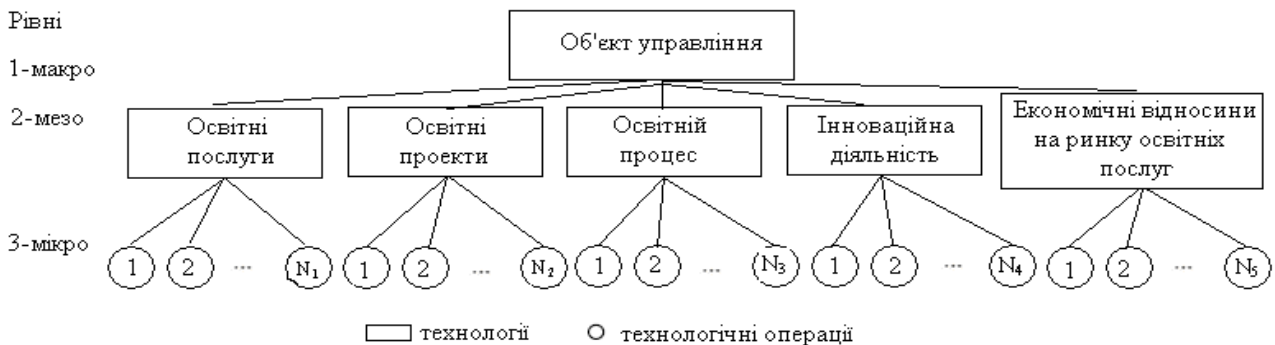 Рівні
Об'єкт управління
1-макро
2-мезо
Освітні
послуги
Освітні
проекти
Освітній
процес
Інноваційна
діяльність
Економічні відносини
на ринку освітніх
послуг
3-мікро
1 2 ... N₁ 1 2 ... N₂ 1 2 ... N₃ 1 2 ... N₄ 1 2 ... N₅
технології технологічні операції